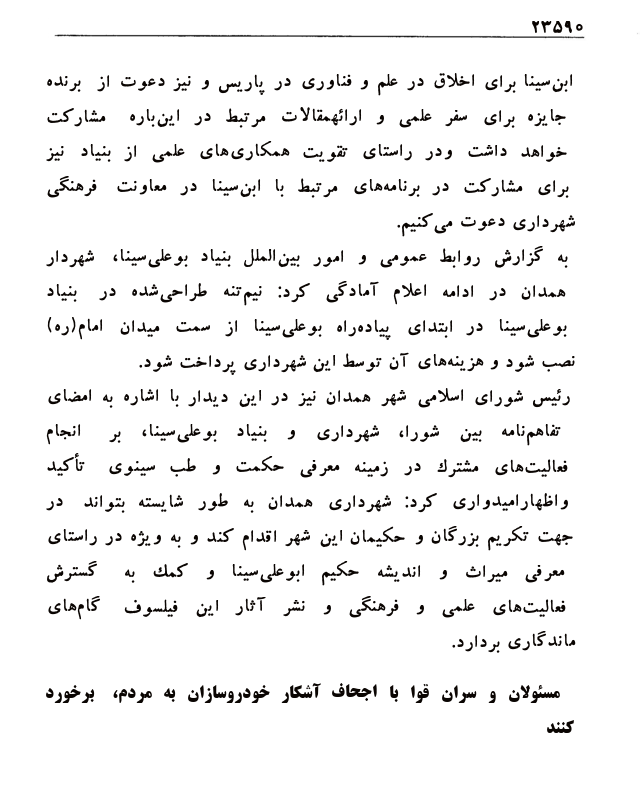 ۲۳۵۹۰
ابن‌سینا برای اخلاق در علم و فناوری در پاریس و نیز دعوت از برنده
جایزه برای سفر علمی و ارائهمقالات مرتبط در این‌باره مشارکت
خواهد داشت ودر راستای تقویت همکاری‌های علمی از بنیاد نیز
برای مشارکت در برنامه‌های مرتبط با ابن‌سینا در معاونت فرهنگی
شهرداری دعوت می‌کنیم.
به گزارش روابط عمومی و امور بین‌الملل بنیاد بوعلی‌سینا، شهردار
همدان در ادامه اعلام آمادگی کرد: نیم‌تنه طراحی‌شده در بنیاد
بوعلی‌سینا در ابتدای پیاده‌راه بوعلی‌سینا از سمت میدان امام(ره)
نصب شود و هزینه‌های آن توسط این شهرداری پرداخت شود.
رئیس شورای اسلامی شهر همدان نیز در این دیدار با اشاره به امضای
تفاهم‌نامه بین شورا، شهرداری و بنیاد بوعلی‌سینا، بر انجام
فعالیت‌های مشترك در زمینه معرفی حکمت و طب سینوی تأکید
واظهارامیدواری کرد: شهرداری همدان به طور شایسته بتواند در
جهت تکریم بزرگان و حکیمان این شهر اقدام کند و به ویژه در راستای
معرفی میراث و اندیشه حکیم ابوعلی‌سینا و کمك به گسترش
فعالیت‌های علمی و فرهنگی و نشر آثار این فیلسوف گام‌های
ماندگاری بردارد.
مسئولان و سران قوا با اجحاف آشکار خودروسازان به مردم، برخورد
کنند